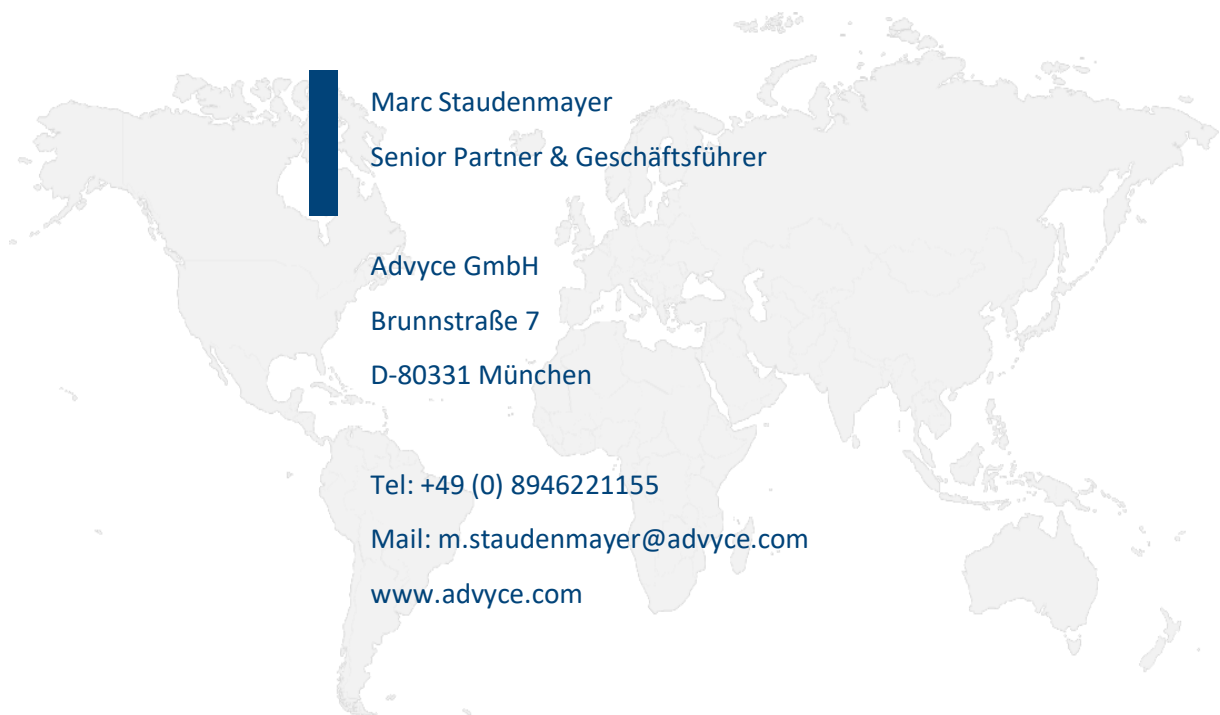 Marc Staudenmayer
Senior Partner & Geschäftsführer
Advyce GmbH
Brunnstraße 7
D-80331 München
Tel: +49 (0) 8946221155
Mail: m.staudenmayer@advyce.com
www.advyce.com